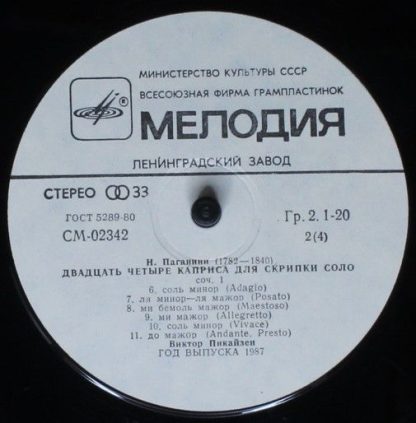 МИНИСТЕРСТВО КУЛЬТУРЫ СССР
ВСЕСОЮЗНАЯ ФИРМА ГРАМПЛАСТИНОК
® МЕЛОДИЯ
ЛЕНИНГРАДСКИЙ ЗАВОД
СТЕРЕО 33
ГОСТ 5289-80
Гр. 2. 1-20
СМ-02342
2(4)
Н. Паганини (1782—1840)
ДВАДЦАТЬ ЧЕТЫРЕ КАПРИСА ДЛЯ СКРИПКИ СОЛО
соч. 1
6. соль минор (Adagio)
7. ля минор—ля мажор (Posato)
8. ми бемоль мажор (Maestoso)
9. ми мажор (Allegretto)
10. соль минор (Vivace)
11. до мажор (Andante, Presto)
Виктор Пикайзен
ГОД ВЫПУСКА 1987